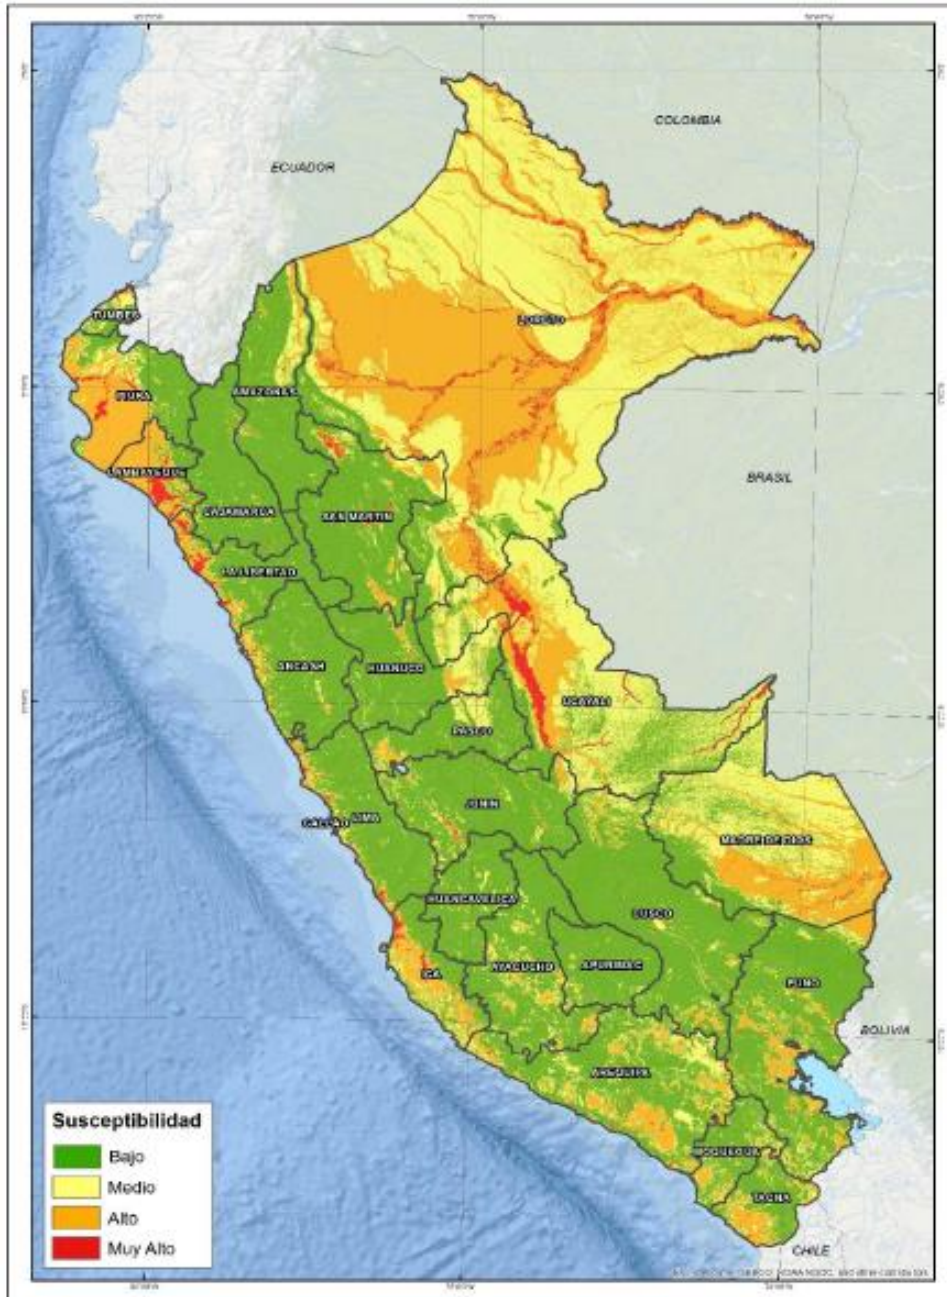 COLOMBIA
ECUADOR
TUMBES
LORETO
PIURA
AMAZONAS
LAMBAYEQUE
BRASIL
CAJAMARCA
SAN MARTIN
LA LIBERTAD
ANCASH
HUANUCO
UCAYALI
PASCO
JUNIN
CALLAO
LIMA
MADRE DE DIOS
HUANCAVELICA
CUSCO
ICA
AYACUCHO
APURIMAC
PUNO
BOLIVIA
AREQUIPA
MOQUEGUA
TACNA
CHILE
Susceptibilidad
Bajo
Medio
Alto
Muy Alto